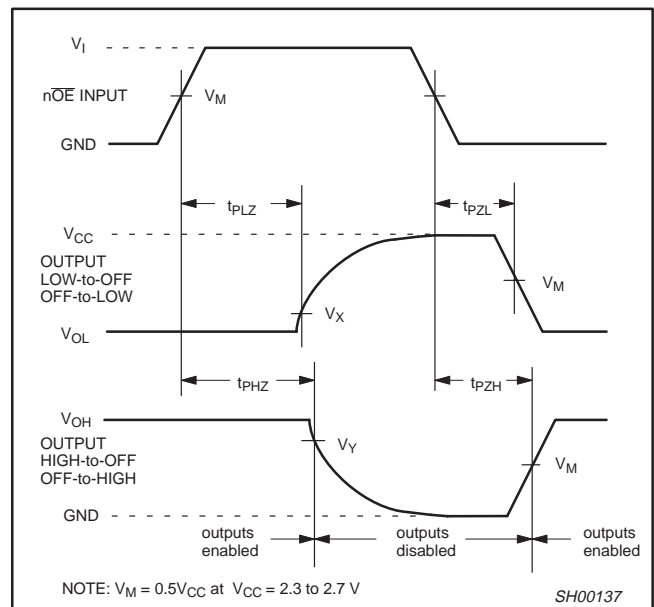 V_I
nOE INPUT
V_M
GND
t_PLZ
t_PZL
V_CC
OUTPUT
LOW-to-OFF
OFF-to-LOW
V_M
V_X
V_OL
t_PHZ
t_PZH
V_OH
OUTPUT
HIGH-to-OFF
OFF-to-HIGH
V_Y
V_M
GND
outputs
enabled
outputs
disabled
outputs
enabled
NOTE: V_M = 0.5V_CC at V_CC = 2.3 to 2.7 V
SH00137